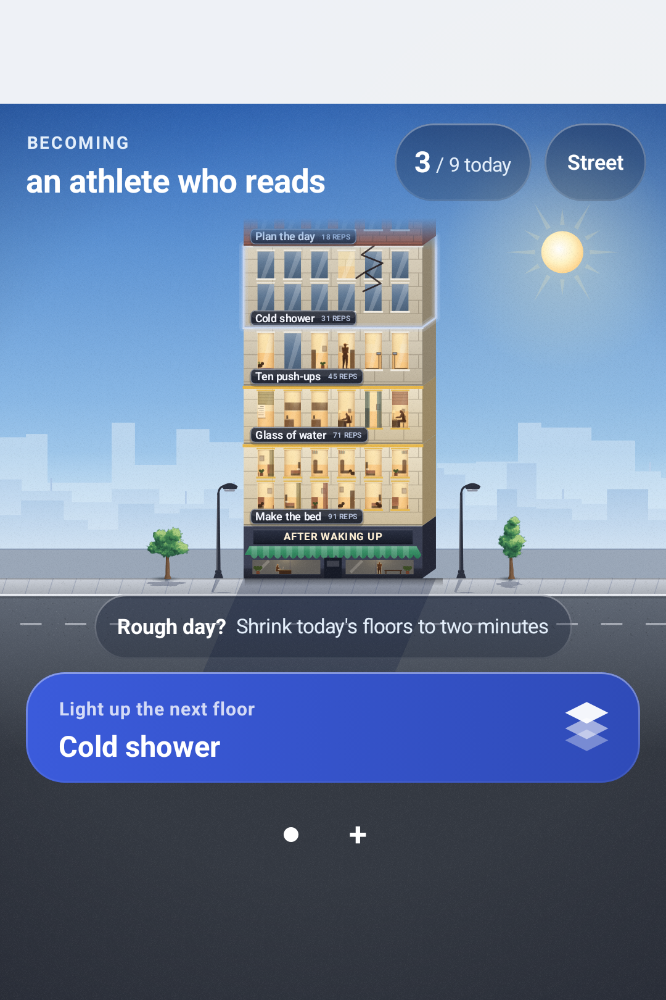 BECOMING
an athlete who reads
3 / 9 today
Street
Plan the day 18 REPS
Cold shower 31 REPS
Ten push-ups 45 REPS
Glass of water 71 REPS
Make the bed 91 REPS
AFTER WAKING UP
Rough day? Shrink today's floors to two minutes
Light up the next floor
Cold shower